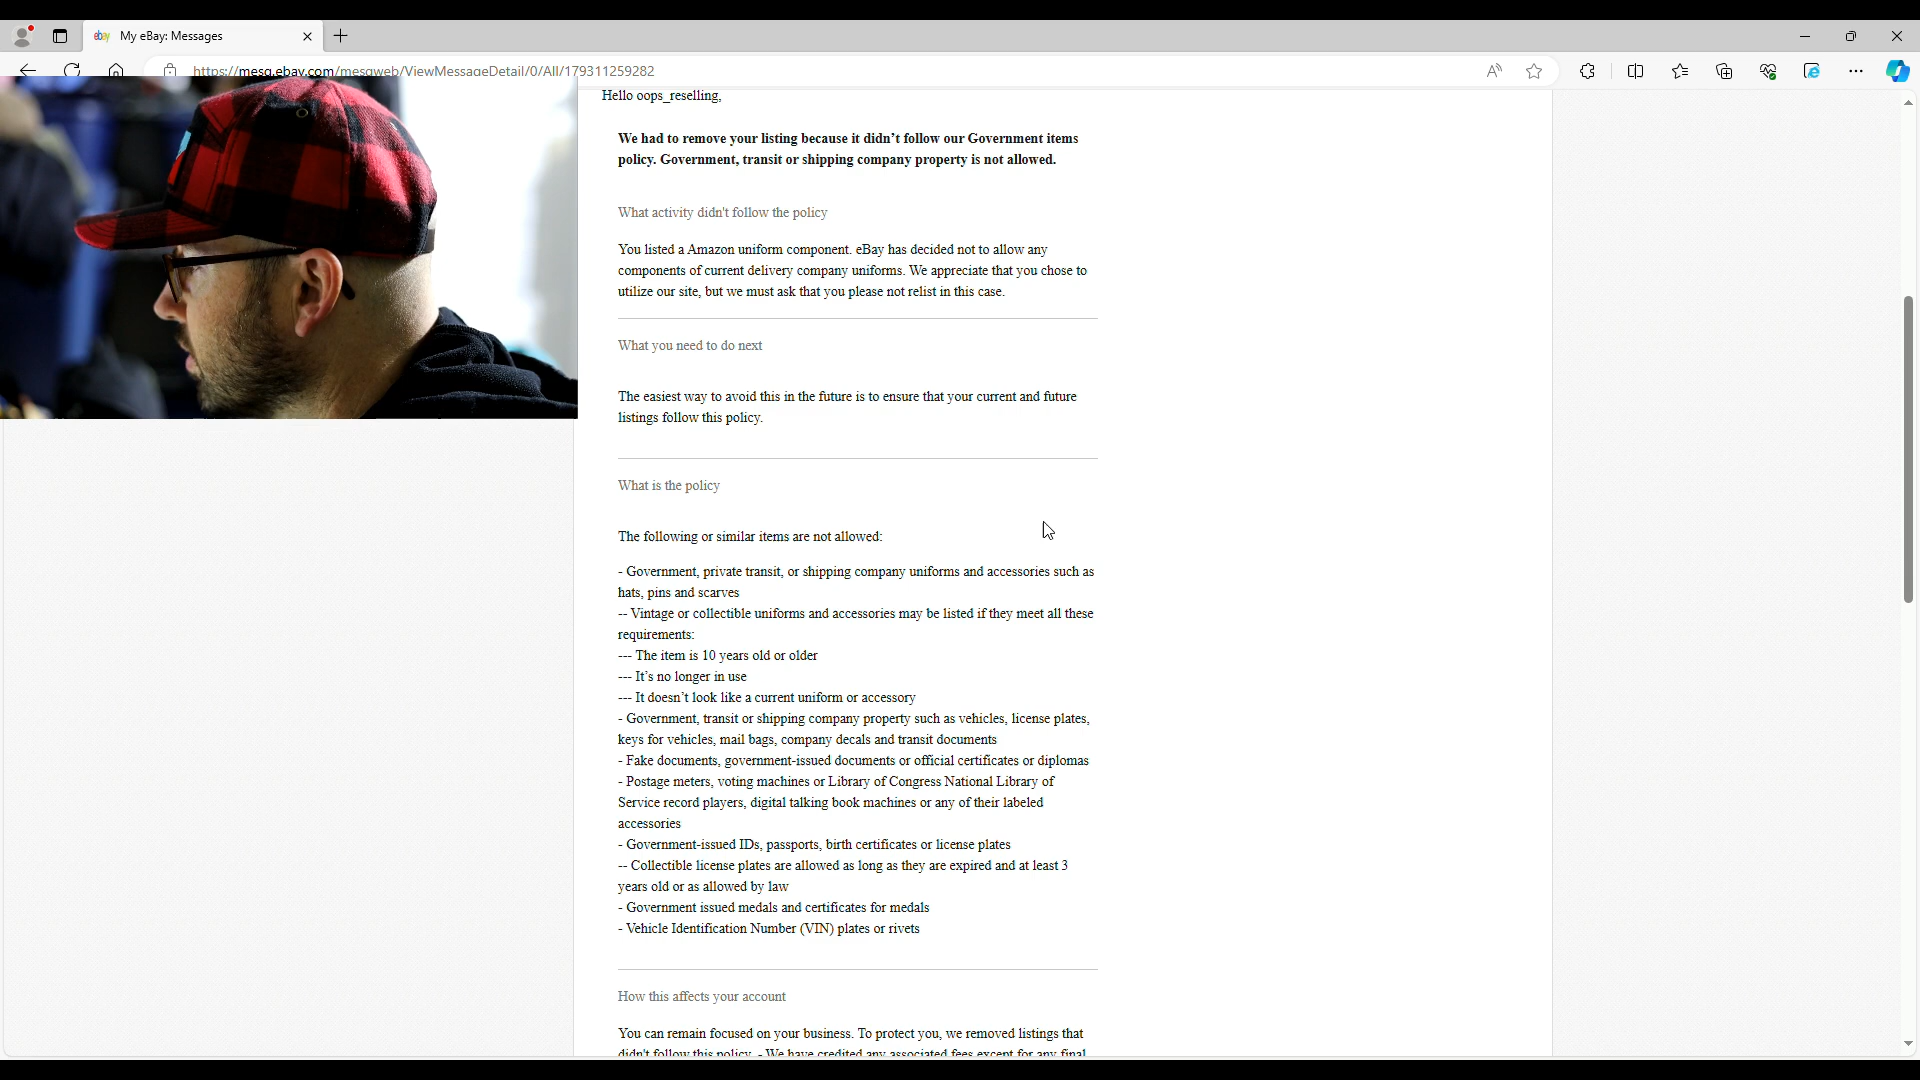 ebay My eBay: Messages
https://mesg.ebay.com/mesgweb/ViewMessageDetail/0/All/179311259282
Hello oops_reselling,
We had to remove your listing because it didn’t follow our Government items
policy. Government, transit or shipping company property is not allowed.
What activity didn't follow the policy
You listed a Amazon uniform component. eBay has decided not to allow any
components of current delivery company uniforms. We appreciate that you chose to
utilize our site, but we must ask that you please not relist in this case.
What you need to do next
The easiest way to avoid this in the future is to ensure that your current and future
listings follow this policy.
What is the policy
The following or similar items are not allowed:
- Government, private transit, or shipping company uniforms and accessories such as
hats, pins and scarves
-- Vintage or collectible uniforms and accessories may be listed if they meet all these
requirements:
--- The item is 10 years old or older
--- It’s no longer in use
--- It doesn’t look like a current uniform or accessory
- Government, transit or shipping company property such as vehicles, license plates,
keys for vehicles, mail bags, company decals and transit documents
- Fake documents, government-issued documents or official certificates or diplomas
- Postage meters, voting machines or Library of Congress National Library of
Service record players, digital talking book machines or any of their labeled
accessories
- Government-issued IDs, passports, birth certificates or license plates
-- Collectible license plates are allowed as long as they are expired and at least 3
years old or as allowed by law
- Government issued medals and certificates for medals
- Vehicle Identification Number (VIN) plates or rivets
How this affects your account
You can remain focused on your business. To protect you, we removed listings that
didn't follow this policy. - We have credited any associated fees except for any final